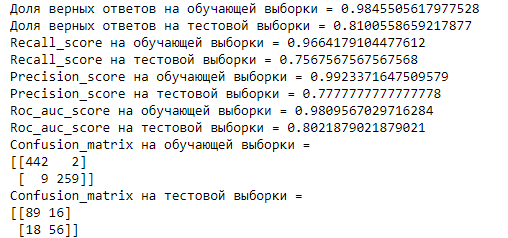 Доля верных ответов на обучающей выборки = 0.9845505617977528
Доля верных ответов на тестовой выборки = 0.8100558659217877
Recall_score на обучающей выборки = 0.9664179104477612
Recall_score на тестовой выборки = 0.7567567567567568
Precision_score на обучающей выборки = 0.9923371647509579
Precision_score на тестовой выборки = 0.7777777777777778
Roc_auc_score на обучающей выборки = 0.9809567029716284
Roc_auc_score на тестовой выборки = 0.8021879021879021
Confusion_matrix на обучающей выборки =
[[442   2]
 [  9 259]]
Confusion_matrix на тестовой выборки =
[[89 16]
 [18 56]]